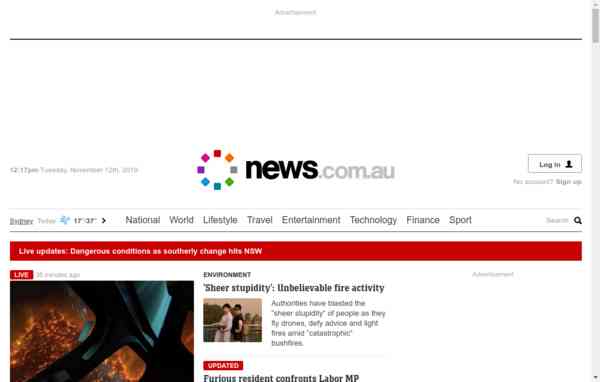 Advertisement
12:17pm Tuesday, November 12th, 2019
news.com.au
Log in
No account? Sign up
Sydney Today 17°/37° National World Lifestyle Travel Entertainment Technology Finance Sport Search
Live updates: Dangerous conditions as southerly change hits NSW
LIVE
minutes ago
ENVIRONMENT
'Sheer stupidity': Unbelievable fire activity
Authorities have blasted the
"sheer stupidity" of people as they
fly drones, defy advice and light
fires amid "catastrophic"
bushfires.
UPDATED
Furious resident confronts Labor MP
Advertisement